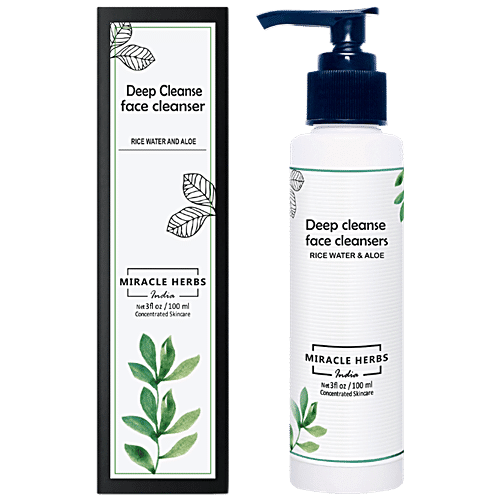 Deep Cleanse
face cleanser
RICE WATER AND ALOE
MIRACLE HERBS
India
Net 3fl oz / 100 ml
Concentrated Skincare
Deep cleanse
face cleansers
RICE WATER & ALOE
MIRACLE HERBS
India
Net 3fl oz / 100 ml
Concentrated Skincare